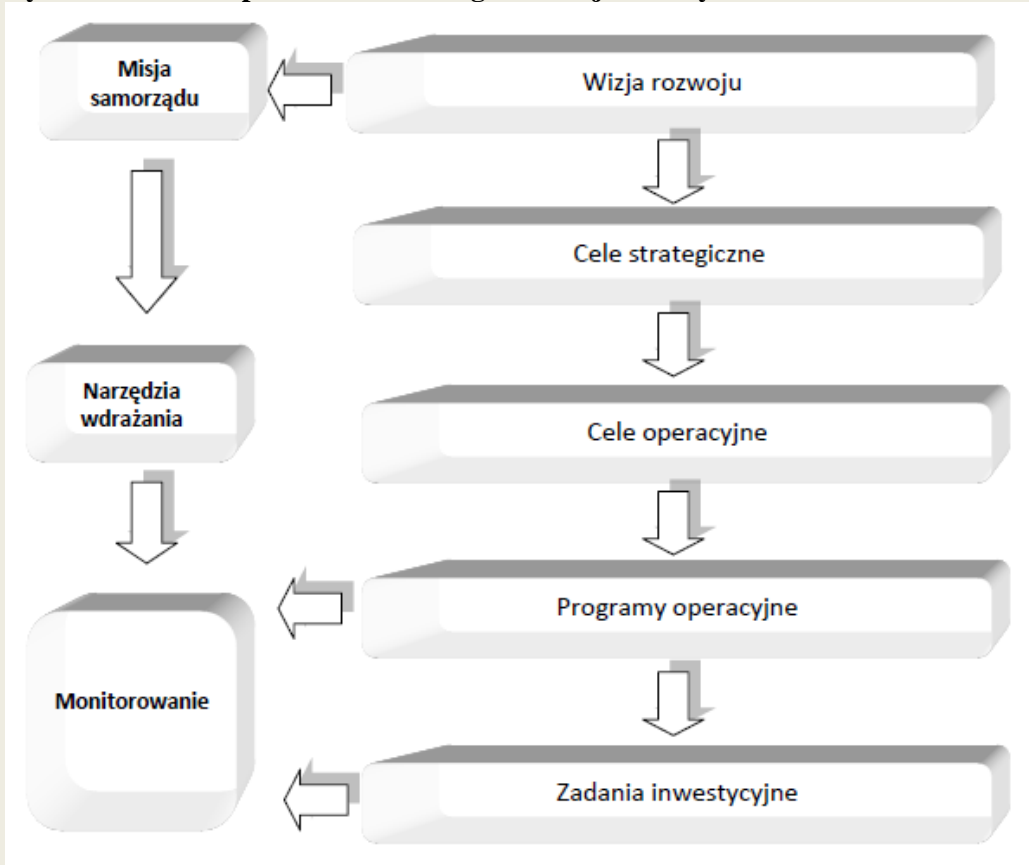 Misja
samorządu
Wizja rozwoju
Cele strategiczne
Narzędzia
wdrażania
Cele operacyjne
Programy operacyjne
Monitorowanie
Zadania inwestycyjne